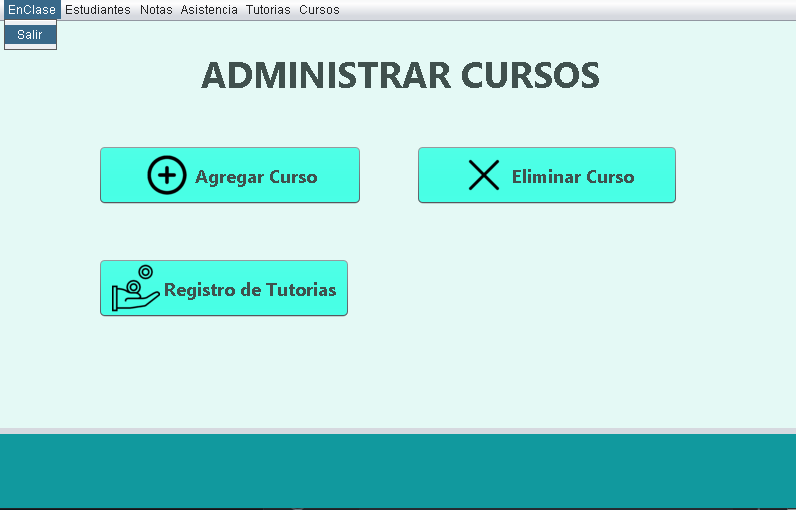 EnClase Estudiantes Notas Asistencia Tutorias Cursos
Salir
ADMINISTRAR CURSOS
Agregar Curso
Eliminar Curso
Registro de Tutorias